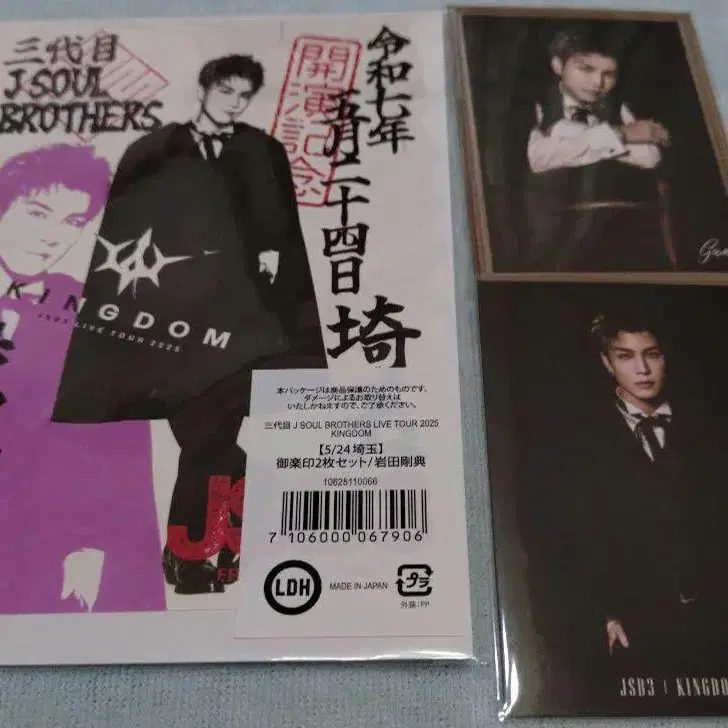 三代目
J SOUL
BROTHERS
令和七年
五月二十四日
埼
開演記念
KINGDOM
JSB3 LIVE TOUR 2025
本パッケージは商品保護のためのものです。
ダメージによるお取り替えは
いたしかねますので、ご了承ください。
三代目 J SOUL BROTHERS LIVE TOUR 2025
KINGDOM
【5/24 埼玉】
御楽印2枚セット/岩田剛典
10625110066
7 106000 067906
LDH
MADE IN JAPAN
プラ
外装:PP
JSB3 | KINGDO